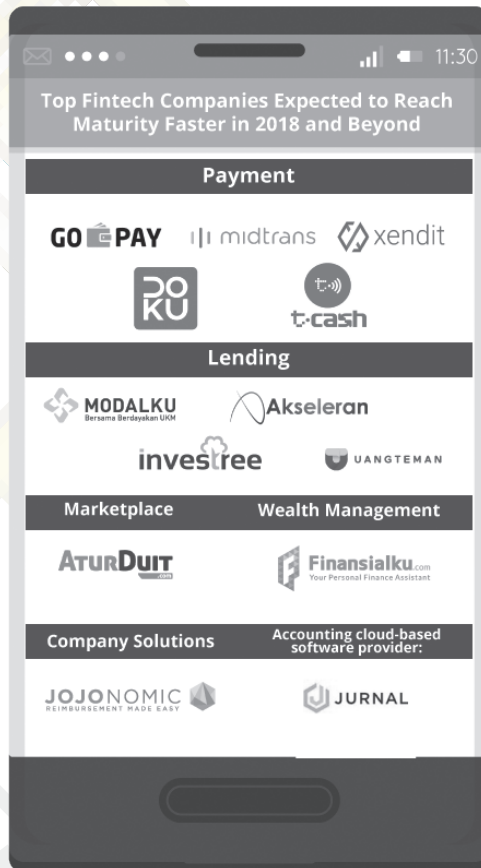 11:30
Top Fintech Companies Expected to Reach
Maturity Faster in 2018 and Beyond
Payment
GO PAY midtrans xendit
DOKU t-cash
Lending
MODALKU Akseleran
Bersama Berdayakan UKM
investree UANGTEMAN
Marketplace Wealth Management
ATURDUIT Finansialku.com
.com Your Personal Finance Assistant
Company Solutions Accounting cloud-based
software provider:
JOJONOMIC JURNAL
REIMBURSEMENT MADE EASY